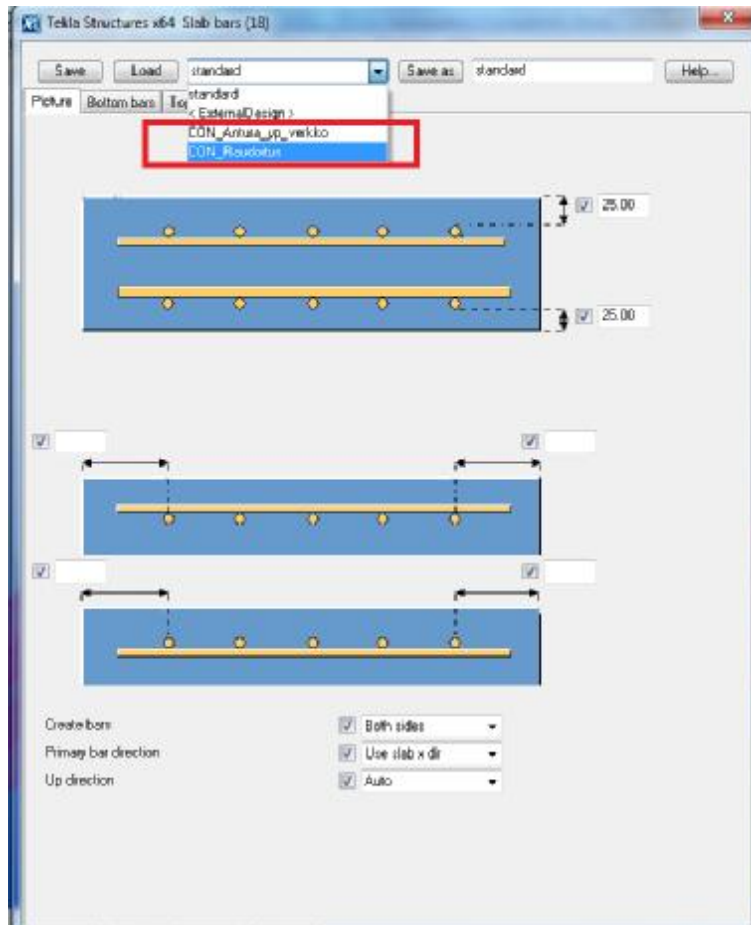 Tekla Structures x64 Slab bars (18)
Save Load standard Save as standard Help...
standard
Picture Bottom bars
< ExternalDesign >
CON_Antura_yp_verkko
CON_Raudoitus
25.00
25.00
Create bars Both sides
Primary bar direction Use slab x dir
Up direction Auto